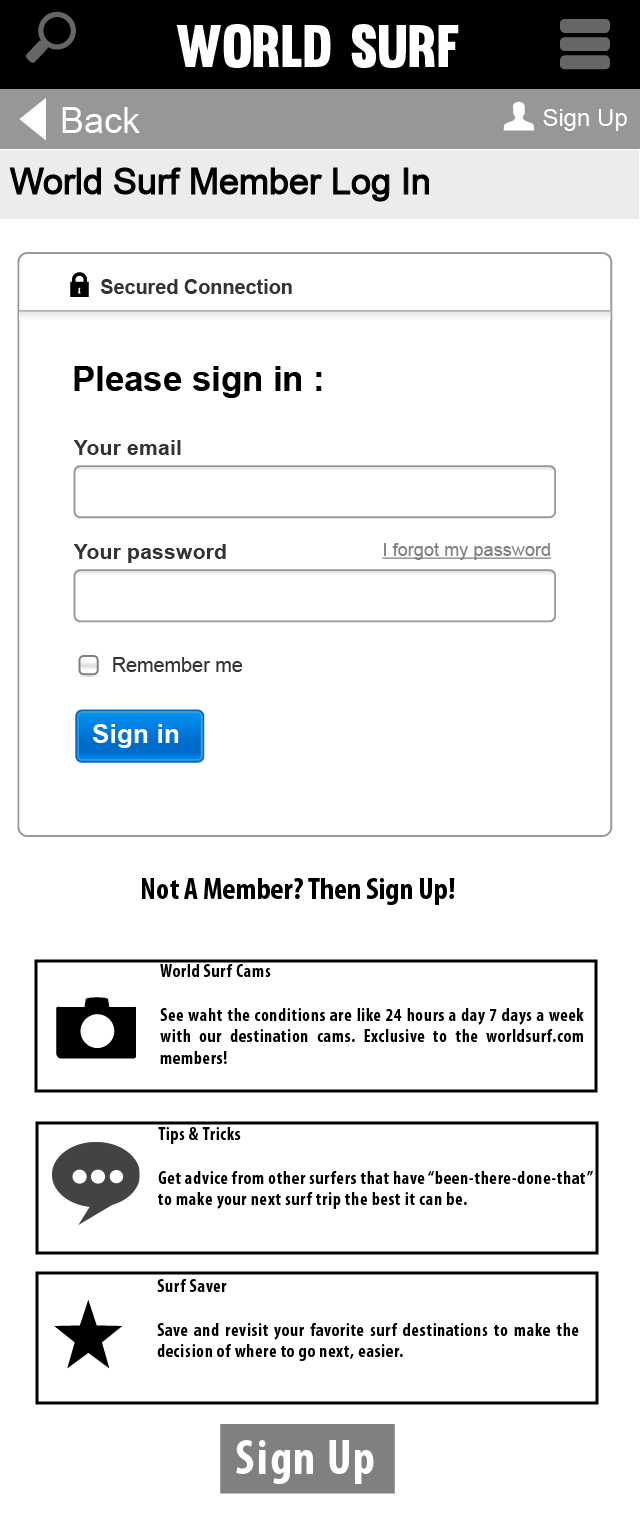 WORLD SURF
Back
Sign Up
World Surf Member Log In
Secured Connection
Please sign in :
Your email
Your password
I forgot my password
Remember me
Sign in
Not A Member? Then Sign Up!
World Surf Cams
See waht the conditions are like 24 hours a day 7 days a week
with our destination cams. Exclusive to the worldsurf.com
members!
Tips & Tricks
Get advice from other surfers that have “been-there-done-that”
to make your next surf trip the best it can be.
Surf Saver
Save and revisit your favorite surf destinations to make the
decision of where to go next, easier.
Sign Up